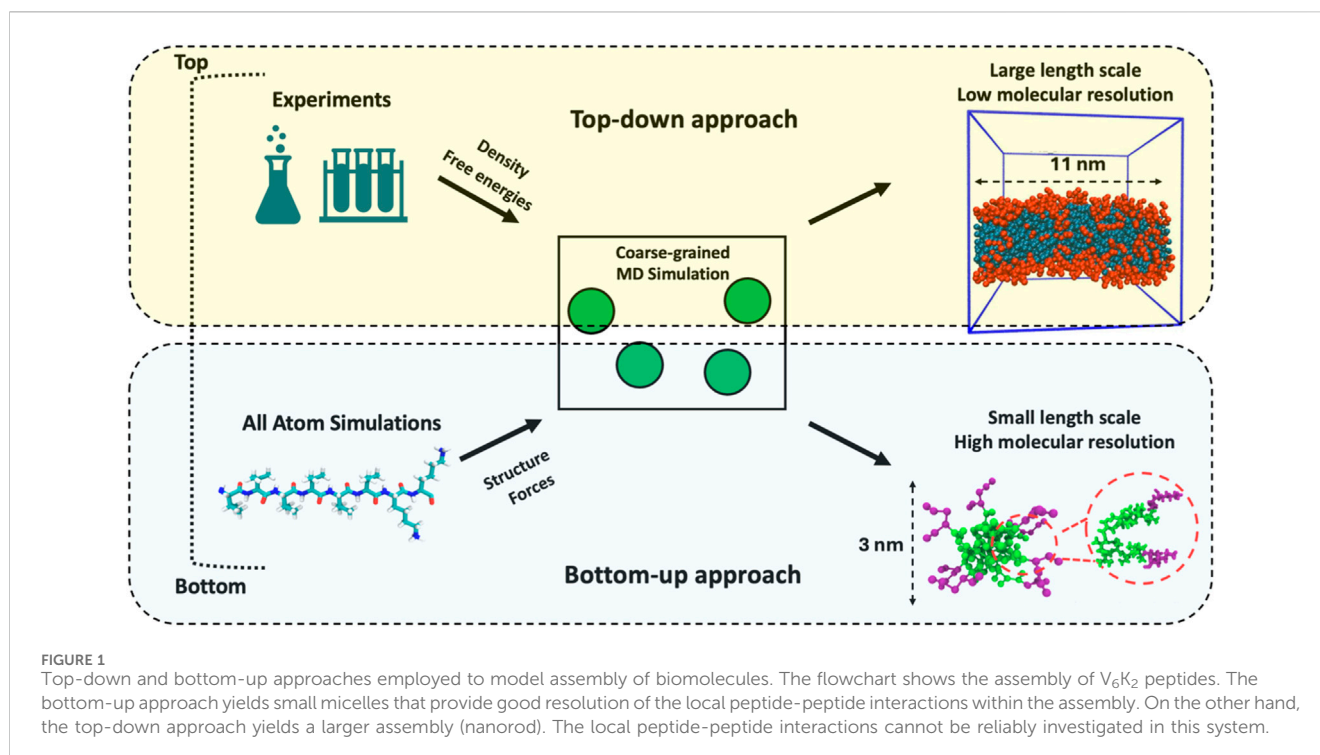 Top
Experiments
Top-down approach
Density
Free energies
Large length scale
Low molecular resolution
11 nm
Coarse-grained
MD Simulation
All Atom Simulations
Structure
Forces
Small length scale
High molecular resolution
3 nm
Bottom
Bottom-up approach
FIGURE 1
Top-down and bottom-up approaches employed to model assembly of biomolecules. The flowchart shows the assembly of V₆K₂ peptides. The
bottom-up approach yields small micelles that provide good resolution of the local peptide-peptide interactions within the assembly. On the other hand,
the top-down approach yields a larger assembly (nanorod). The local peptide-peptide interactions cannot be reliably investigated in this system.